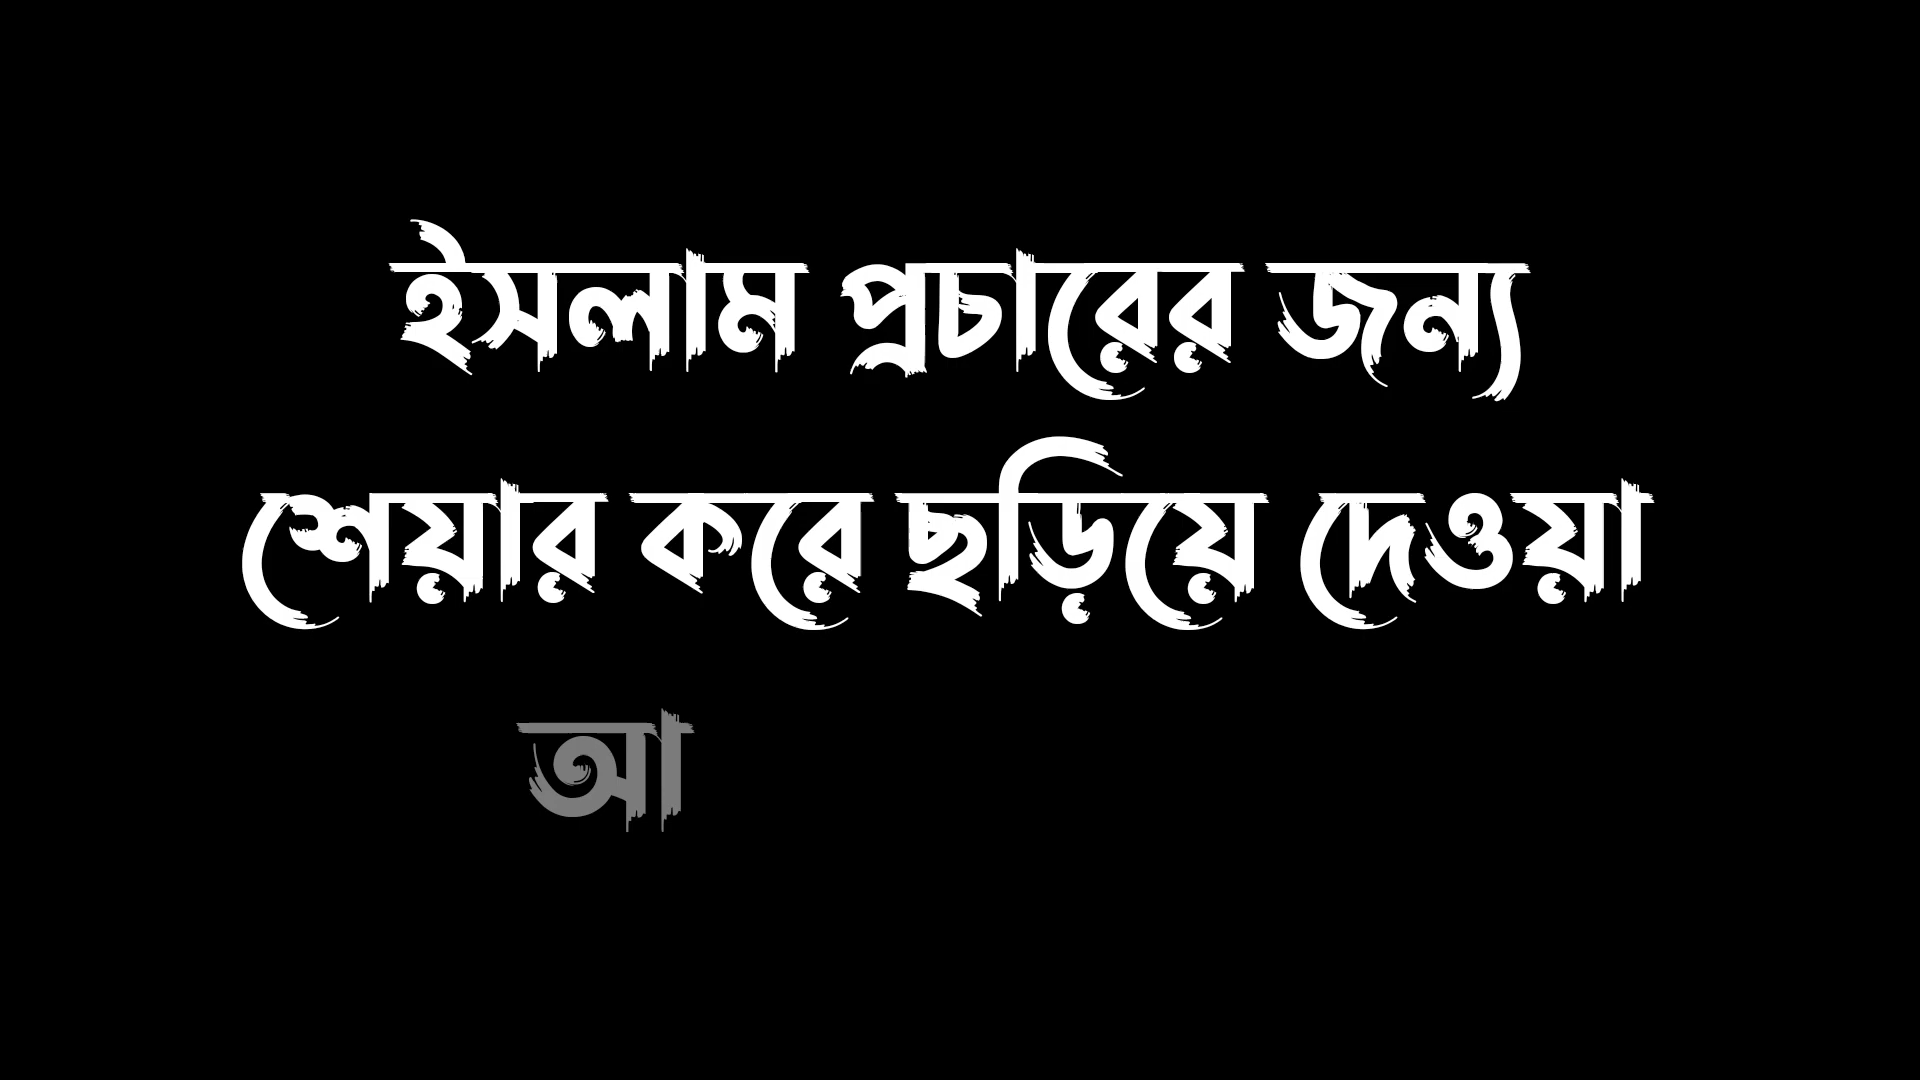 ইসলাম প্রচারের জন্য
শেয়ার করে ছড়িয়ে দেওয়া
আ